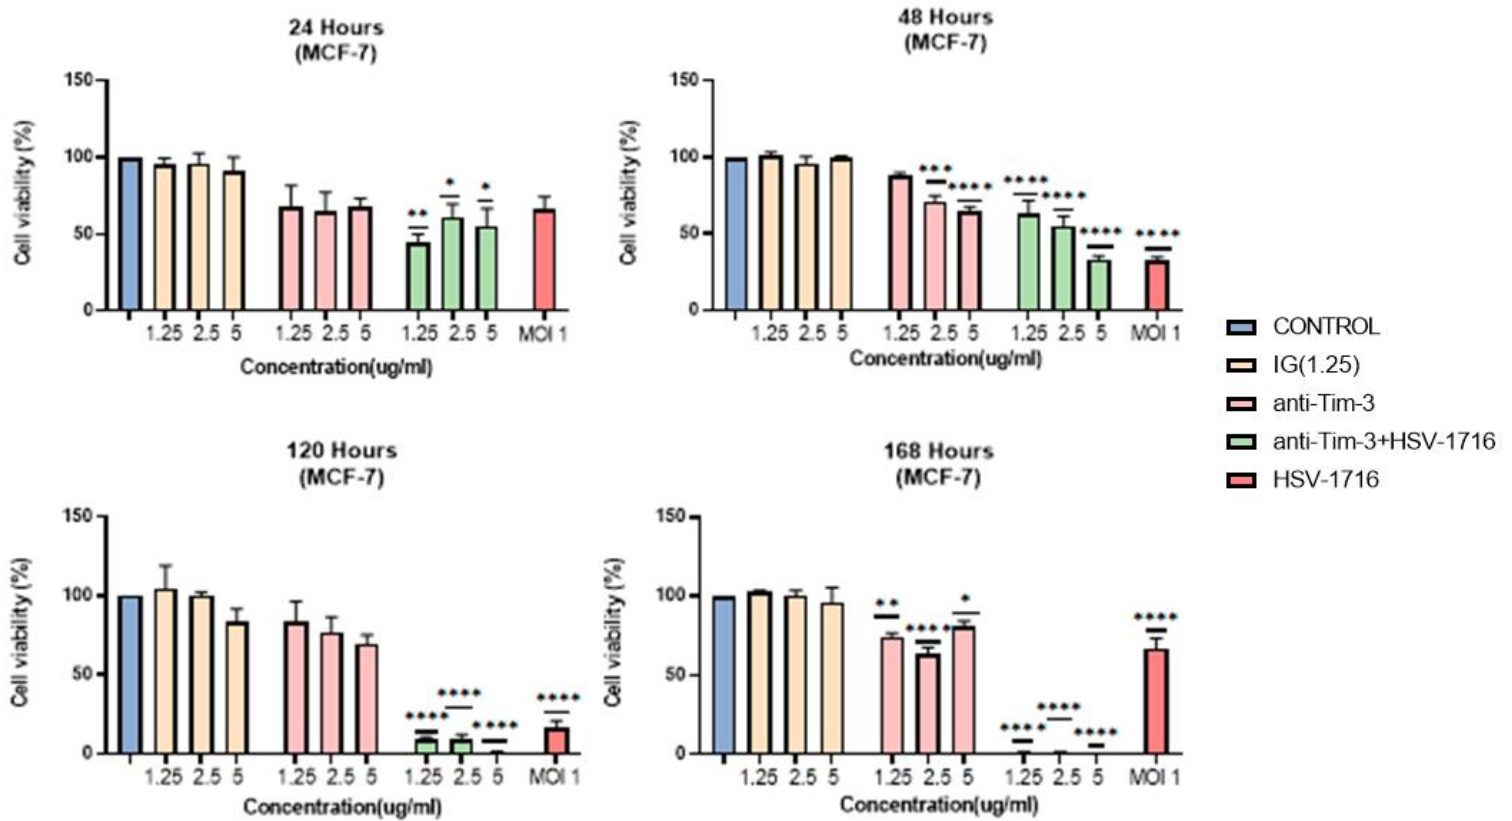 24 Hours
(MCF-7)
Cell viability (%)
150
100
50
0
** * *
1.25 2.5 5 1.25 2.5 5 1.25 2.5 5 MOI 1
Concentration(ug/ml)
48 Hours
(MCF-7)
Cell viability (%)
150
100
50
0
*** **** **** **** **** ****
1.25 2.5 5 1.25 2.5 5 1.25 2.5 5 MOI 1
Concentration(ug/ml)
CONTROL
IG(1.25)
anti-Tim-3
anti-Tim-3+HSV-1716
HSV-1716
120 Hours
(MCF-7)
Cell viability (%)
150
100
50
0
**** **** **** ****
1.25 2.5 5 1.25 2.5 5 1.25 2.5 5 MOI 1
Concentration(ug/ml)
168 Hours
(MCF-7)
Cell viability (%)
150
100
50
0
** **** * **** **** **** ****
1.25 2.5 5 1.25 2.5 5 1.25 2.5 5 MOI 1
Concentration(ug/ml)